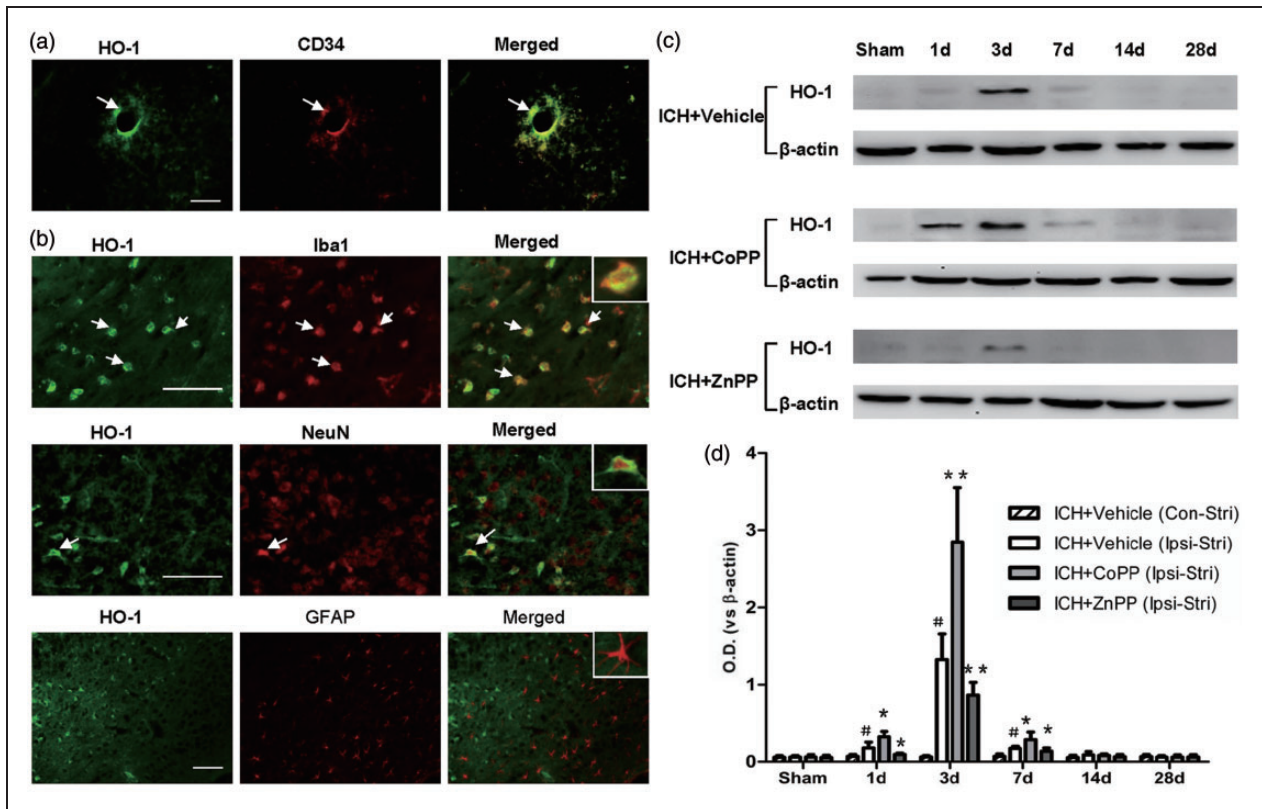 (a)
HO-1 CD34 Merged
(b)
HO-1 Iba1 Merged
HO-1 NeuN Merged
HO-1 GFAP Merged
(c)
Sham 1d 3d 7d 14d 28d
ICH+Vehicle
HO-1
β-actin
ICH+CoPP
HO-1
β-actin
ICH+ZnPP
HO-1
β-actin
(d)
O.D. (vs β-actin)
4
3
2
1
0
# * *
# ** **
# * *
ICH+Vehicle (Con-Stri)
ICH+Vehicle (Ipsi-Stri)
ICH+CoPP (Ipsi-Stri)
ICH+ZnPP (Ipsi-Stri)
Sham 1d 3d 7d 14d 28d